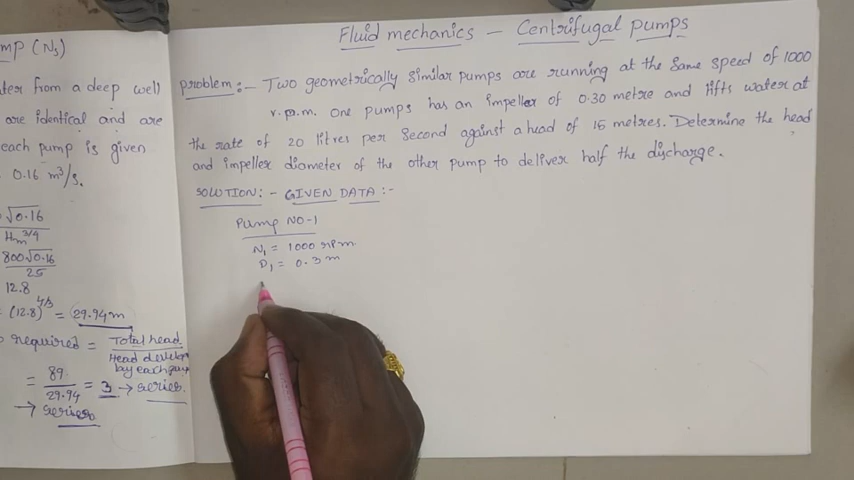 mp (Ns)
ter from a deep well
are identical and are
each pump is given
0.16 m³/s.
√0.16
Hm^3/4
800√0.16
25
12.8
(12.8)^4/3 = 29.94m
required = Total head
Head develop
by each pump
= 89 / 29.94 = 3 → series.
→ series
Fluid mechanics - Centrifugal pumps
problem:- Two geometrically similar pumps are running at the same speed of 1000
r.p.m. one pumps has an impeller of 0.30 metre and lifts water at
the rate of 20 litres per second against a head of 15 metres. Determine the head
and impeller diameter of the other pump to deliver half the discharge.
SOLUTION:- GIVEN DATA:-
Pump NO-1
N₁ = 1000 rpm
D₁ = 0.3 m